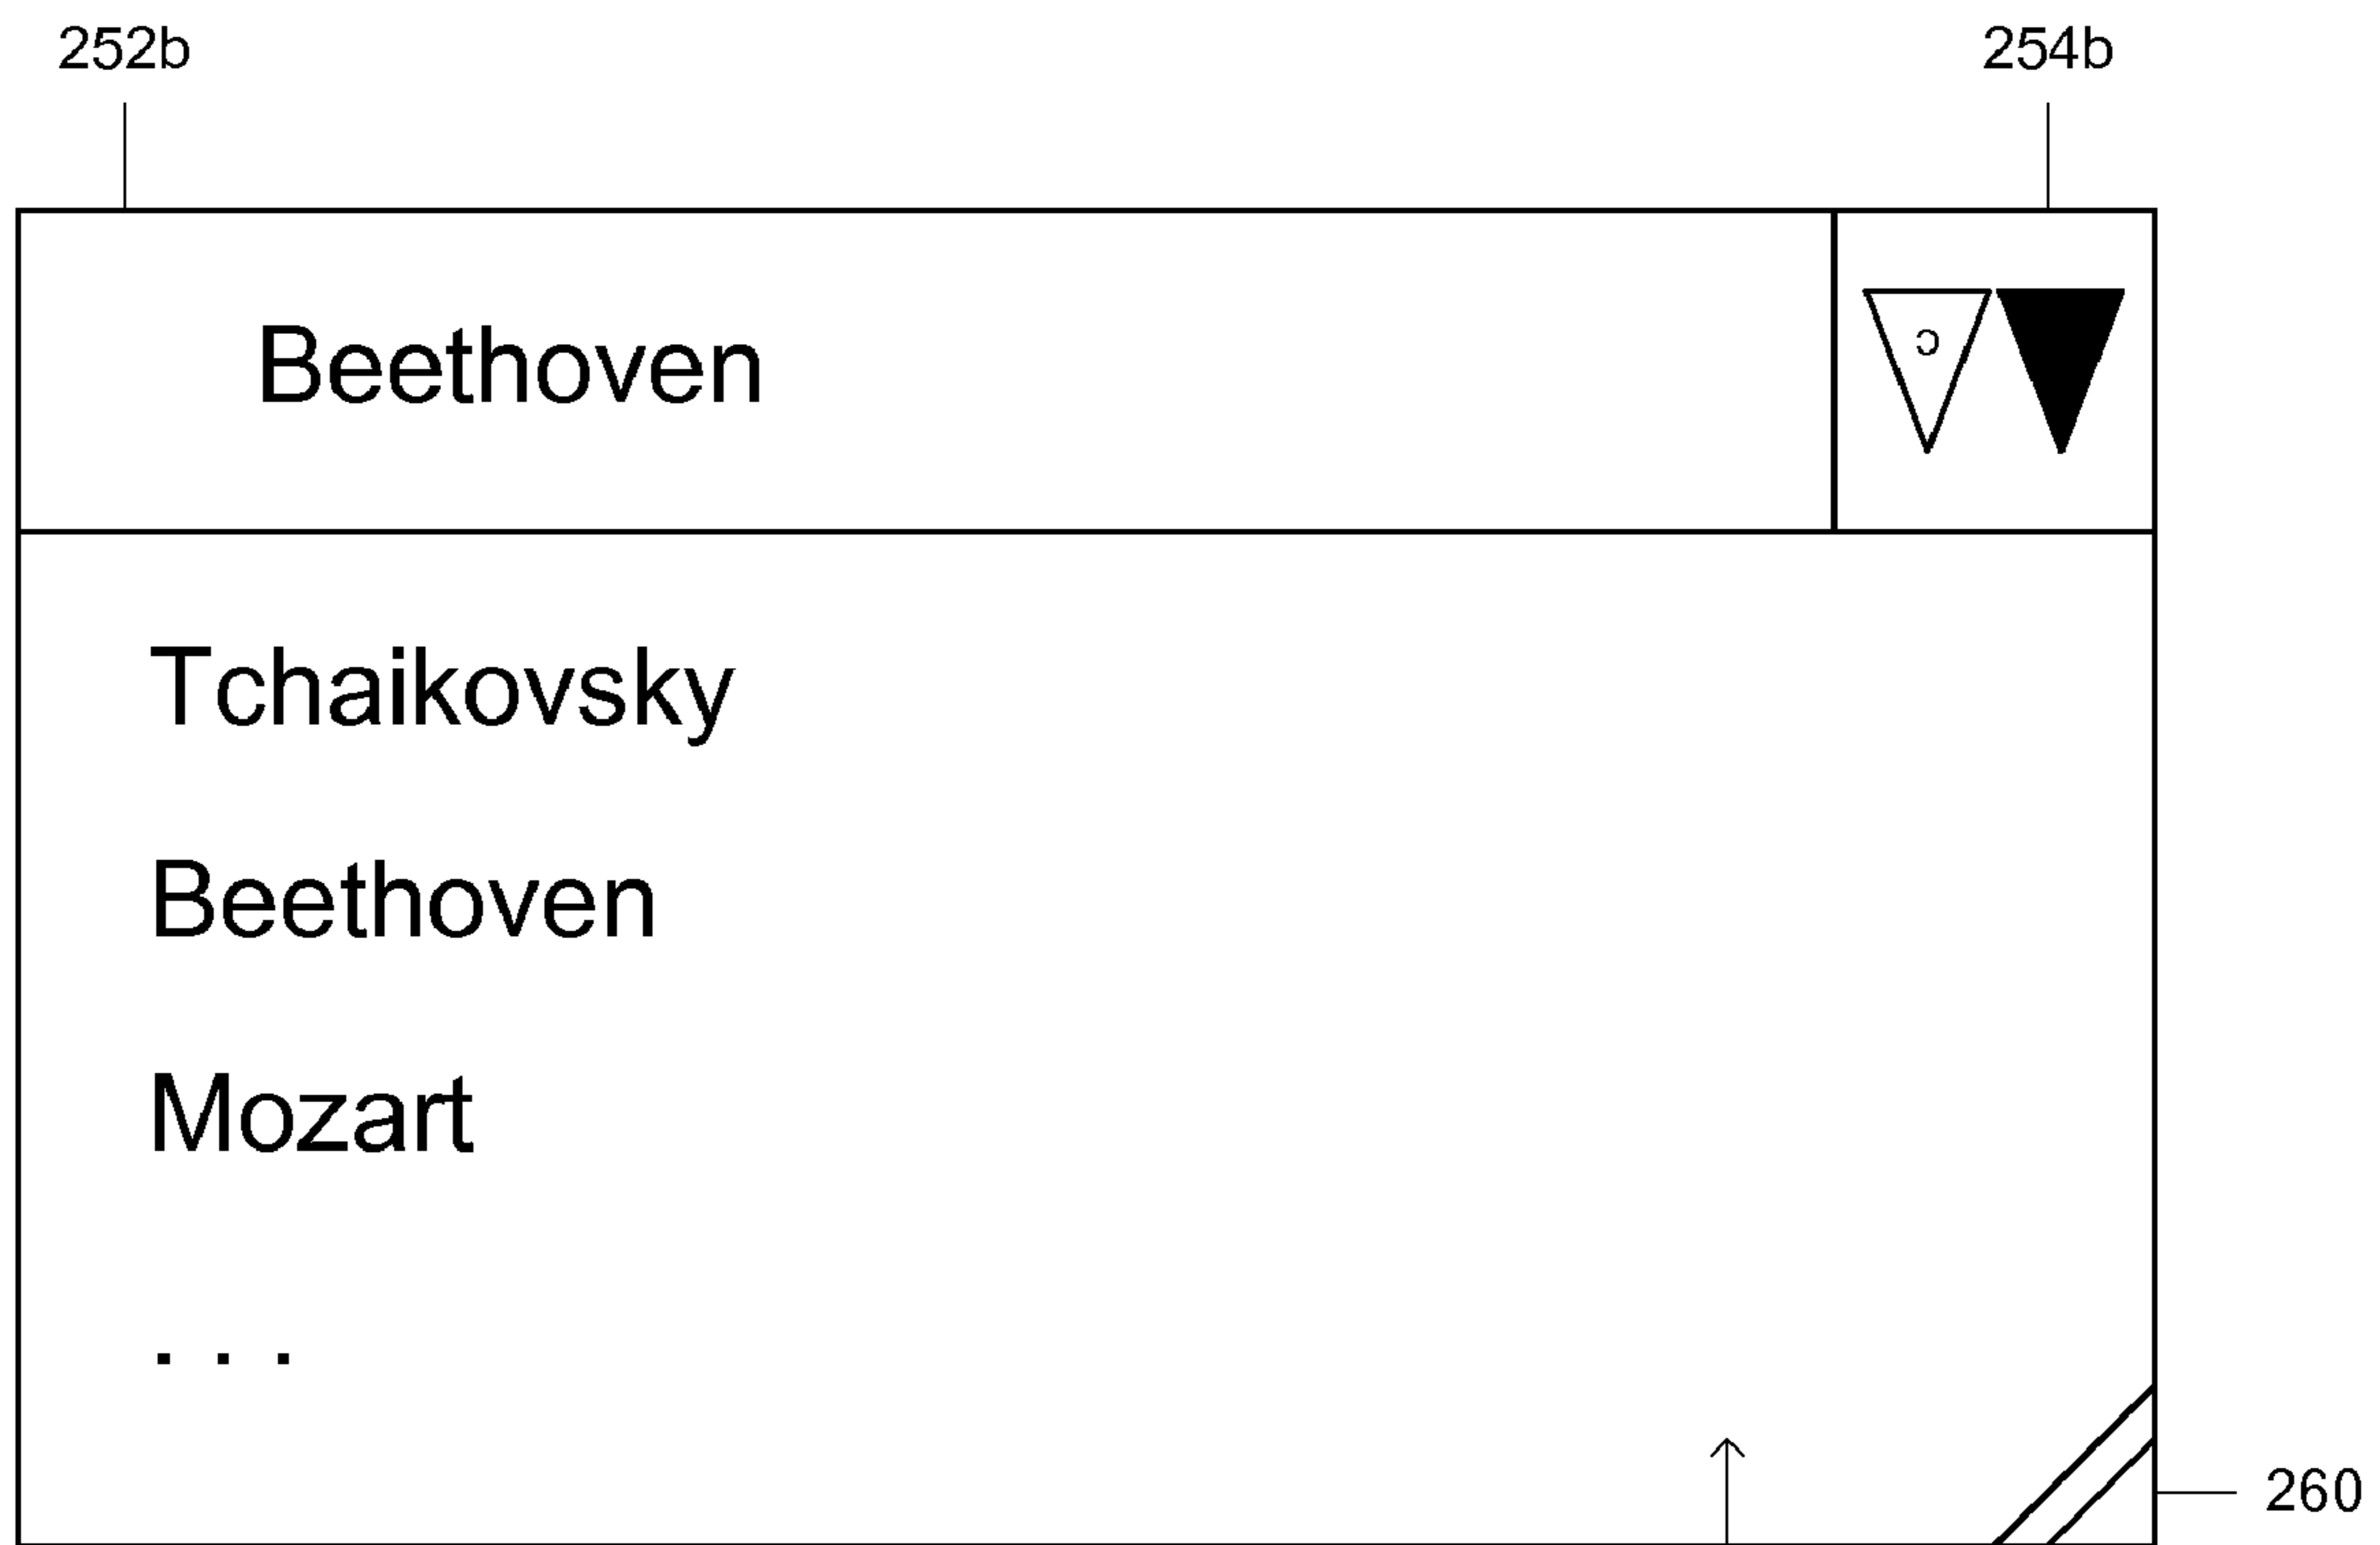 252b 254b
Beethoven ɔ
Tchaikovsky
Beethoven
Mozart
. . .
260